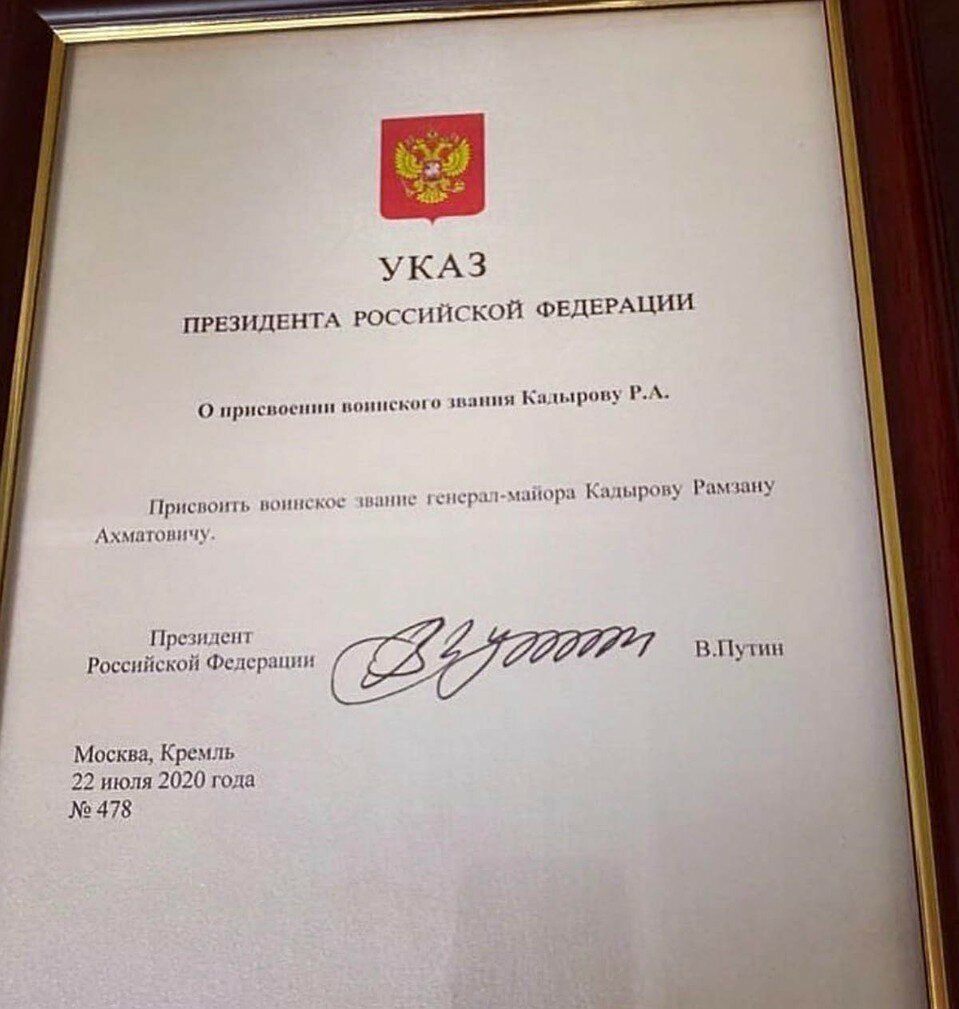 УКАЗ
ПРЕЗИДЕНТА РОССИЙСКОЙ ФЕДЕРАЦИИ
О присвоении воинского звания Кадырову Р.А.
Присвоить воинское звание генерал-майора Кадырову Рамзану
Ахматовичу.
Президент
Российской Федерации
В.Путин
Москва, Кремль
22 июля 2020 года
№ 478